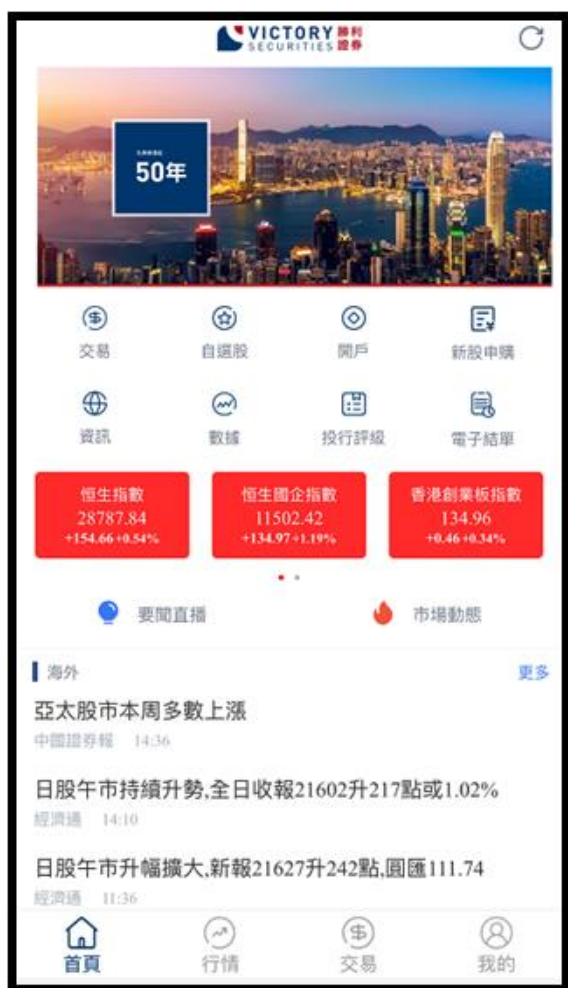 VICTORY 勝利
SECURITIES 證券
50年
交易 自選股 開戶 新股申購
資訊 數據 投行評級 電子結單
恒生指數 恒生國企指數 香港創業板指數
28787.84 11502.42 134.96
+154.66 +0.54% +134.97 +1.19% +0.46 +0.34%
要聞直播 市場動態
海外 更多
亞太股市本周多數上漲
中國證券報 14:36
日股午市持續升勢,全日收報21602升217點或1.02%
經濟通 14:10
日股午市升幅擴大,新報21627升242點,圓匯111.74
經濟通 11:36
首頁 行情 交易 我的